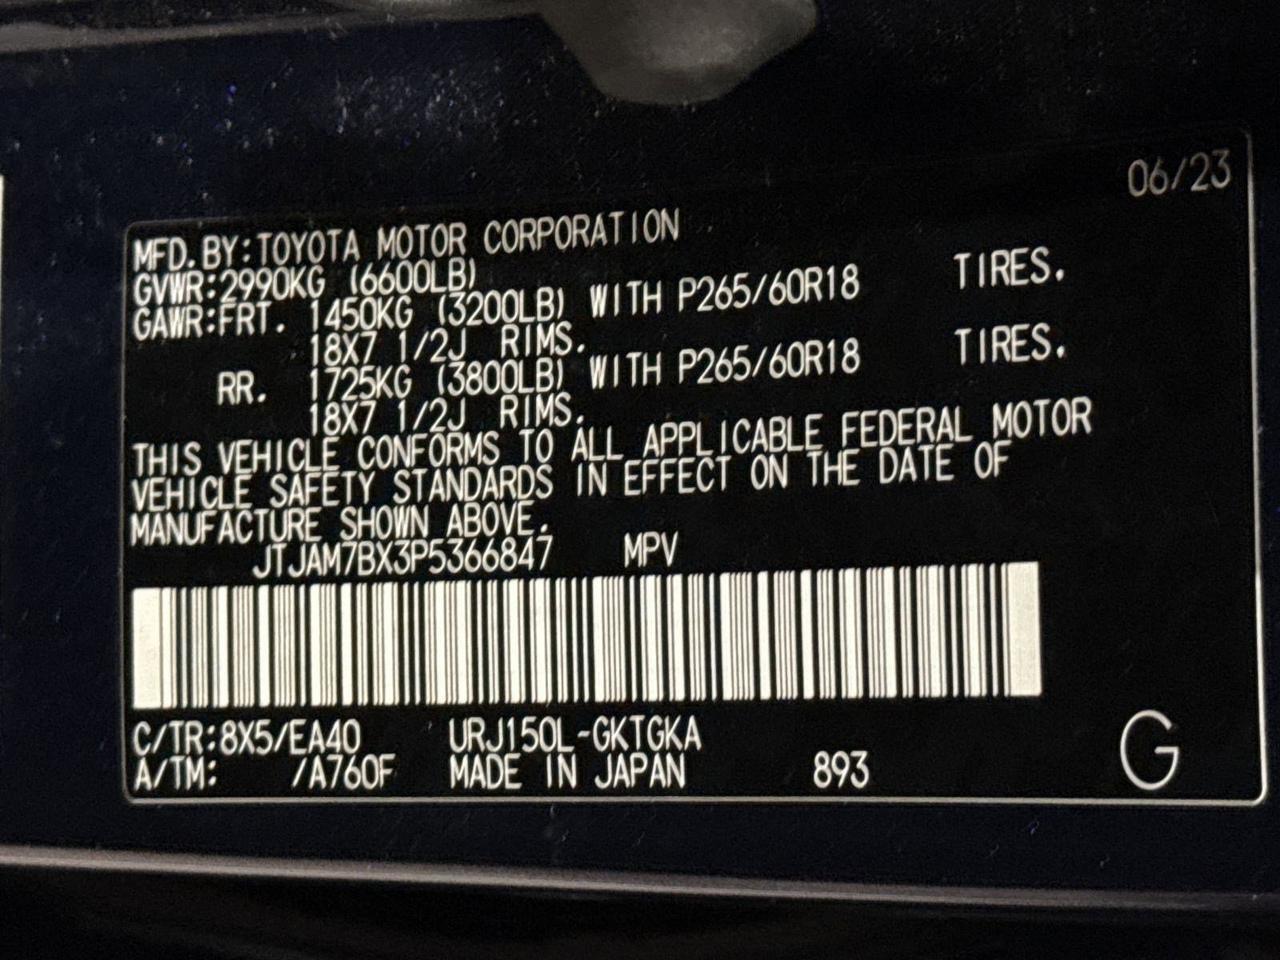 06/23
MFD.BY:TOYOTA MOTOR CORPORATION
GVWR:2990KG (6600LB)
GAWR:FRT. 1450KG (3200LB) WITH P265/60R18 TIRES.
18X7 1/2J RIMS.
RR. 1725KG (3800LB) WITH P265/60R18 TIRES.
18X7 1/2J RIMS.
THIS VEHICLE CONFORMS TO ALL APPLICABLE FEDERAL MOTOR
VEHICLE SAFETY STANDARDS IN EFFECT ON THE DATE OF
MANUFACTURE SHOWN ABOVE.
JTJAM7BX3P5366847 MPV
C/TR:8X5/EA40 URJ150L-GKTGKA
A/TM: /A760F MADE IN JAPAN 893
G